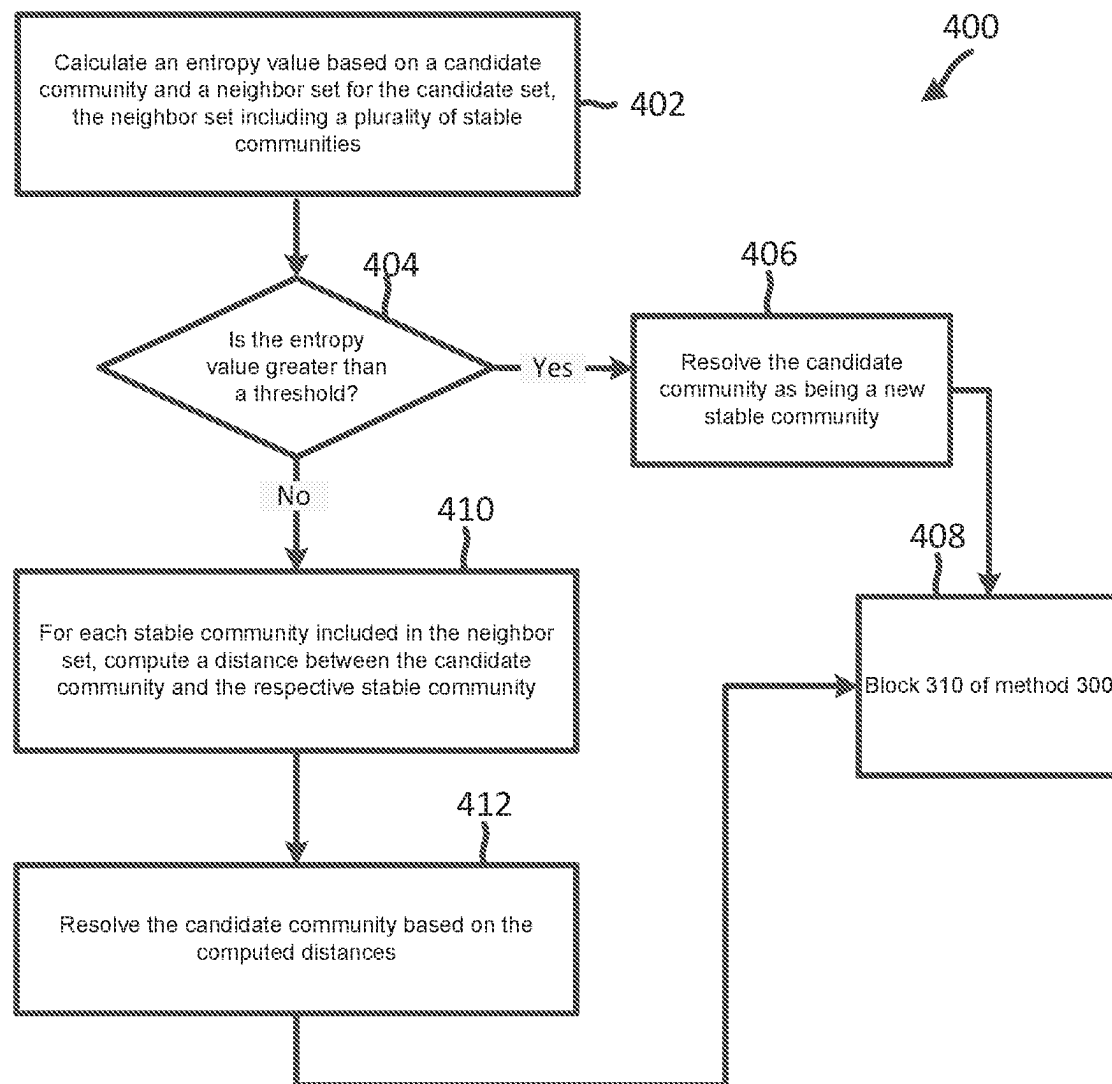 400
Calculate an entropy value based on a candidate
community and a neighbor set for the candidate set,
the neighbor set including a plurality of stable
communities
402
404
Is the entropy
value greater than
a threshold?
Yes
406
Resolve the candidate
community as being a new
stable community
No
410
408
For each stable community included in the neighbor
set, compute a distance between the candidate
community and the respective stable community
Block 310 of method 300
412
Resolve the candidate community based on the
computed distances